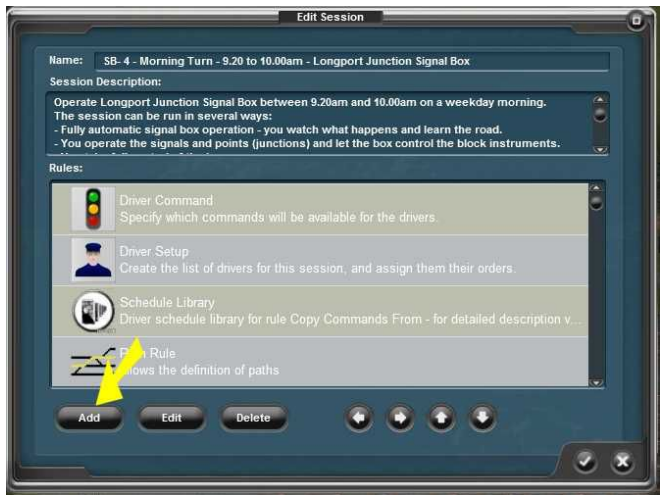 Edit Session
Name: SB- 4 - Morning Turn - 9.20 to 10.00am - Longport Junction Signal Box
Session Description:
Operate Longport Junction Signal Box between 9.20am and 10.00am on a weekday morning.
The session can be run in several ways:
- Fully automatic signal box operation - you watch what happens and learn the road.
- You operate the signals and points (junctions) and let the box control the block instruments.
Rules:
Driver Command
Specify which commands will be available for the drivers.
Driver Setup
Create the list of drivers for this session, and assign them their orders.
Schedule Library
Driver schedule library for rule Copy Commands From - for detailed description v...
Rule
the definition of paths
Add Edit Delete